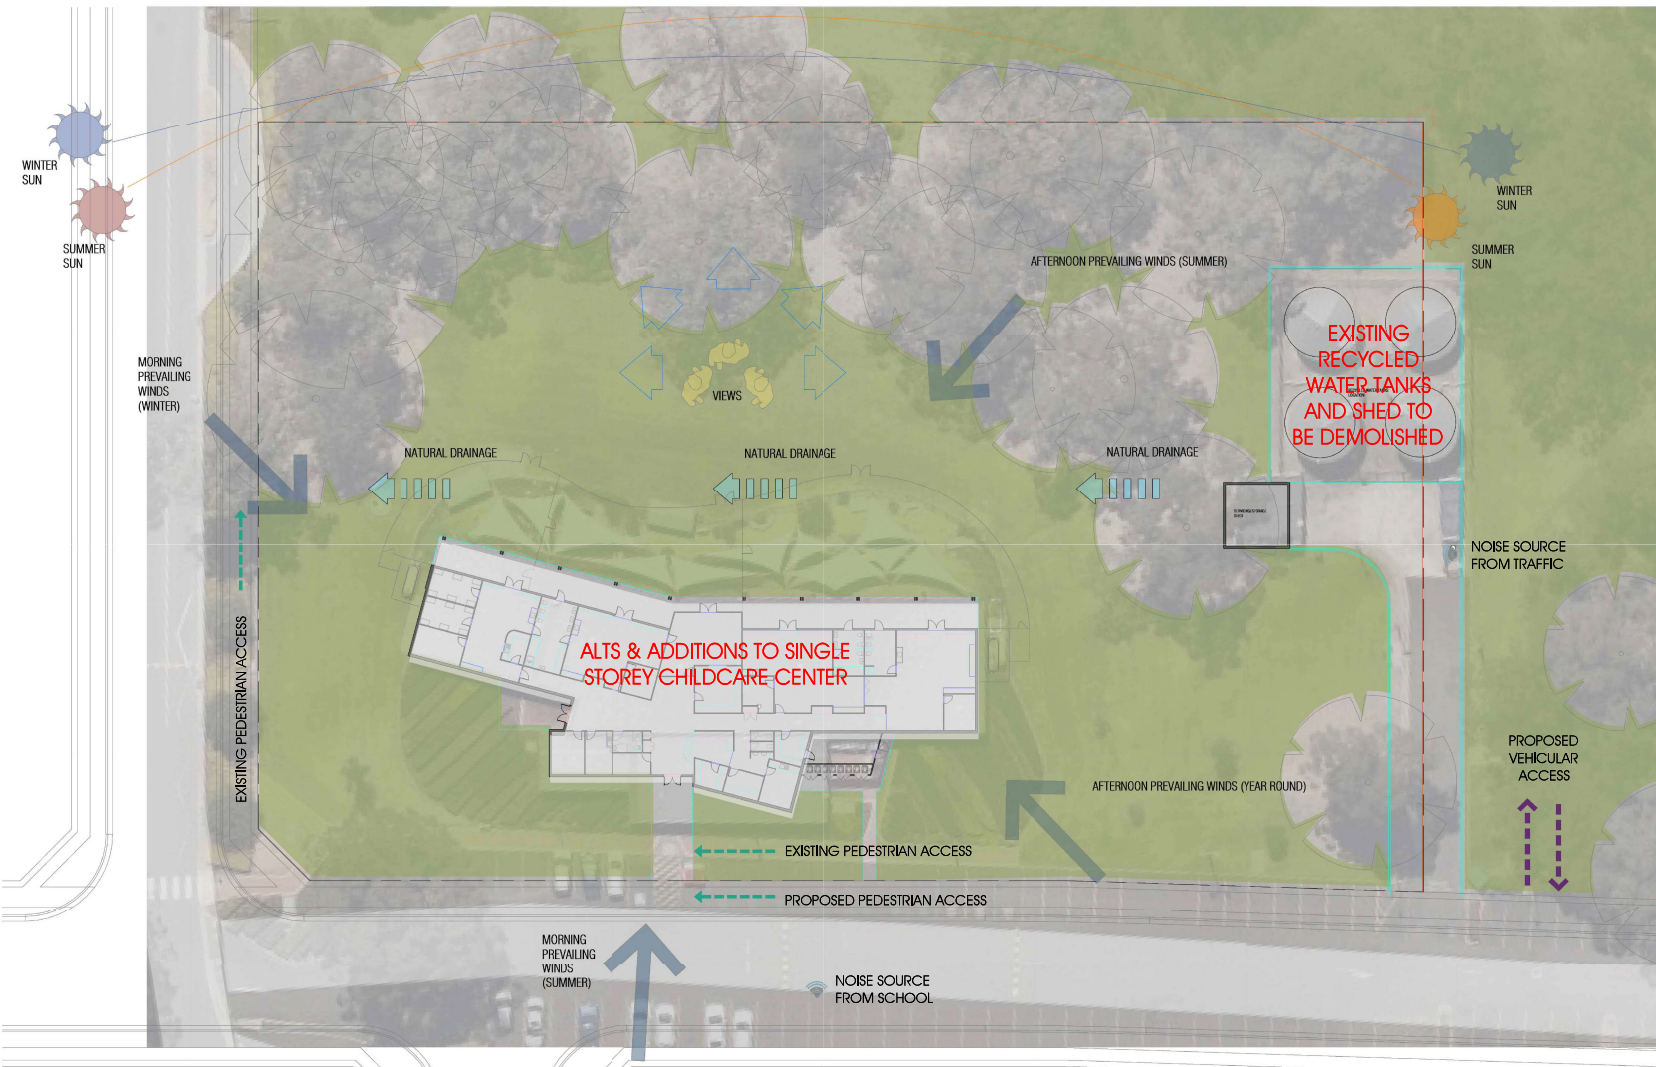 WINTER
SUN
SUMMER
SUN
WINTER
SUN
SUMMER
SUN
AFTERNOON PREVAILING WINDS (SUMMER)
EXISTING
RECYCLED
WATER TANKS
AND SHED TO
BE DEMOLISHED
MORNING
PREVAILING
WINDS
(WINTER)
VIEWS
NATURAL DRAINAGE
NATURAL DRAINAGE
NATURAL DRAINAGE
NOISE SOURCE
FROM TRAFFIC
EXISTING PEDESTRIAN ACCESS
ALTS & ADDITIONS TO SINGLE
STOREY CHILDCARE CENTER
PROPOSED
VEHICULAR
ACCESS
AFTERNOON PREVAILING WINDS (YEAR ROUND)
EXISTING PEDESTRIAN ACCESS
PROPOSED PEDESTRIAN ACCESS
MORNING
PREVAILING
WINDS
(SUMMER)
NOISE SOURCE
FROM SCHOOL